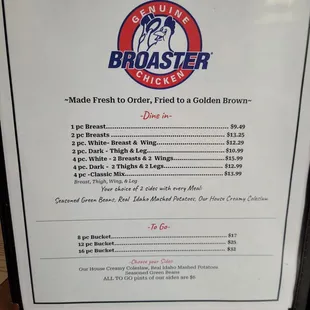 GENUINE
BROASTER
CHICKEN
~Made Fresh to Order, Fried to a Golden Brown~
-Dine in-
1 pc Breast............................................................$9.49
2 pc Breasts ..........................................................$13.25
2 pc. White- Breast & Wing.......................................$12.29
2 pc. Dark - Thigh & Leg..........................................$10.99
4 pc. White - 2 Breasts & 2 Wings..............................$15.99
4 pc. Dark - 2 Thighs & 2 Legs..................................$12.99
4 pc. -Classic Mix...................................................$13.99
Breast, Thigh, Wing, & Leg
Your choice of 2 sides with every Meal:
Seasoned Green Beans, Real Idaho Mashed Potatoes, Our House Creamy Coleslaw
-To Go-
8 pc Bucket............................................................$17
12 pc Bucket..........................................................$25
16 pc Bucket..........................................................$33
-Choose your Sides-
Our House Creamy Coleslaw, Real Idaho Mashed Potatoes
Seasoned Green Beans
ALL TO GO pints of our sides are $6